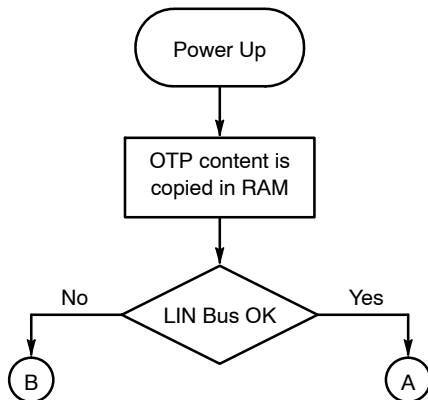 Power Up
OTP content is
copied in RAM
No
LIN Bus OK
Yes
B
A